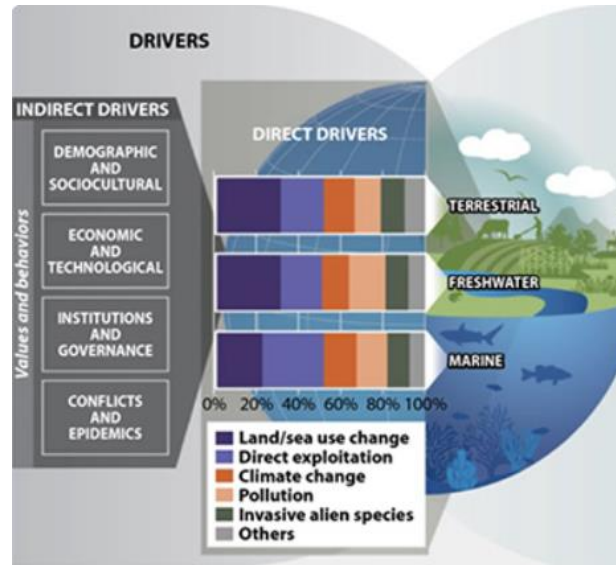 DRIVERS
INDIRECT DRIVERS
Values and behaviors
DEMOGRAPHIC
AND
SOCIOCULTURAL
ECONOMIC
AND
TECHNOLOGICAL
INSTITUTIONS
AND
GOVERNANCE
CONFLICTS
AND
EPIDEMICS
DIRECT DRIVERS
TERRESTRIAL
FRESHWATER
MARINE
0% 20% 40% 60% 80% 100%
Land/sea use change
Direct exploitation
Climate change
Pollution
Invasive alien species
Others